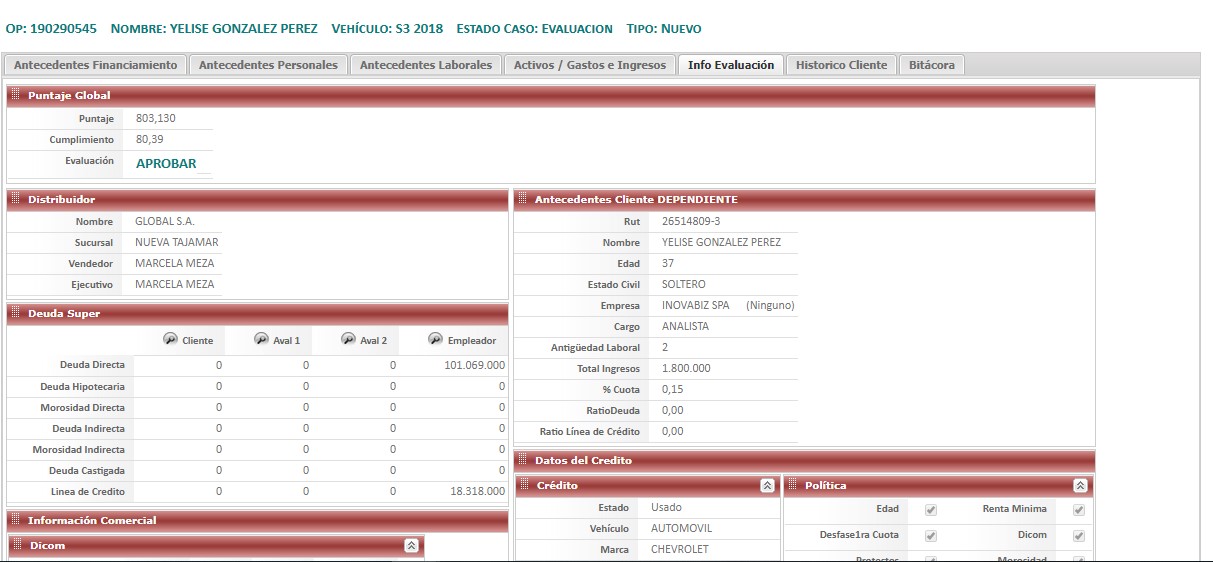 OP: 190290545 NOMBRE: YELISE GONZALEZ PEREZ VEHÍCULO: S3 2018 ESTADO CASO: EVALUACION TIPO: NUEVO
Antecedentes Financiamiento Antecedentes Personales Antecedentes Laborales Activos / Gastos e Ingresos Info Evaluación Historico Cliente Bitácora
Puntaje Global
Puntaje 803,130
Cumplimiento 80,39
Evaluación APROBAR
Distribuidor
Nombre GLOBAL S.A.
Sucursal NUEVA TAJAMAR
Vendedor MARCELA MEZA
Ejecutivo MARCELA MEZA
Deuda Super
Cliente Aval 1 Aval 2 Empleador
Deuda Directa 0 0 0 101.069.000
Deuda Hipotecaria 0 0 0 0
Morosidad Directa 0 0 0 0
Deuda Indirecta 0 0 0 0
Morosidad Indirecta 0 0 0 0
Deuda Castigada 0 0 0 0
Linea de Credito 0 0 0 18.318.000
Información Comercial
Dicom
Antecedentes Cliente DEPENDIENTE
Rut 26514809-3
Nombre YELISE GONZALEZ PEREZ
Edad 37
Estado Civil SOLTERO
Empresa INOVABIZ SPA (Ninguno)
Cargo ANALISTA
Antigüedad Laboral 2
Total Ingresos 1.800.000
% Cuota 0,15
RatioDeuda 0,00
Ratio Línea de Crédito 0,00
Datos del Credito
Crédito
Estado Usado
Vehículo AUTOMOVIL
Marca CHEVROLET
Política
Edad Renta Minima
Desfase1ra Cuota Dicom
Protestos Morosidad